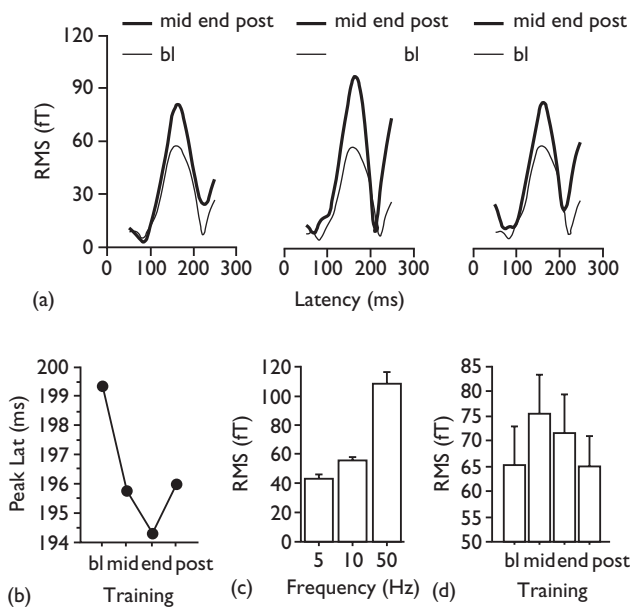 mid end post mid end post mid end post
bl bl bl
120
90
60
30
0
RMS (fT)
0 100 200 300 0 100 200 300 0 100 200 300
(a) Latency (ms)
200
199
198
197
196
195
194
Peak Lat (ms)
bl mid end post
(b) Training
120
100
80
60
40
20
0
RMS (fT)
5 10 50
(c) Frequency (Hz)
85
80
75
70
65
60
55
50
RMS (fT)
bl mid end post
(d) Training